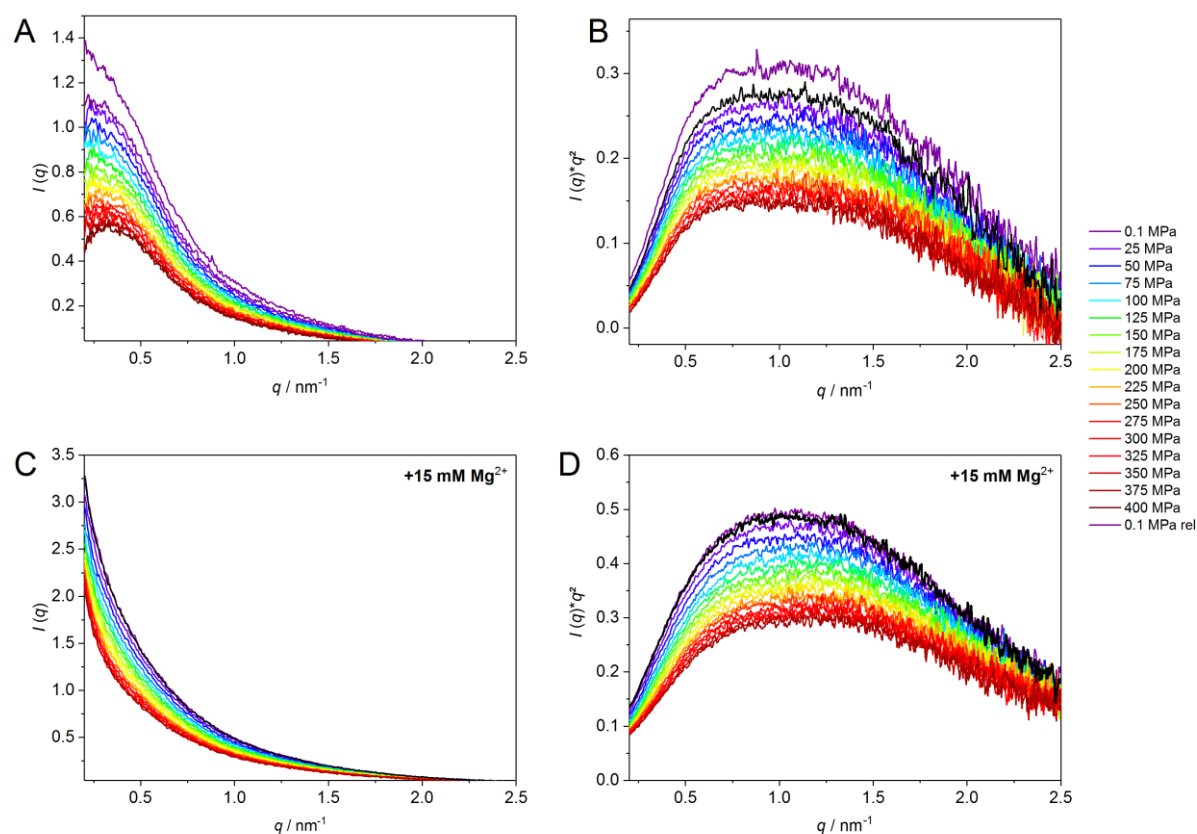 A
I (q)
1.4
1.2
1.0
0.8
0.6
0.4
0.2
0.5
1.0
1.5
2.0
2.5
q / nm⁻¹
B
I (q)* q²
0.3
0.2
0.1
0.0
0.5
1.0
1.5
2.0
2.5
q / nm⁻¹
0.1 MPa
25 MPa
50 MPa
75 MPa
100 MPa
125 MPa
150 MPa
175 MPa
200 MPa
225 MPa
250 MPa
275 MPa
300 MPa
325 MPa
350 MPa
375 MPa
400 MPa
0.1 MPa rel
C
+15 mM Mg²⁺
I (q)
3.5
3.0
2.5
2.0
1.5
1.0
0.5
0.5
1.0
1.5
2.0
2.5
q / nm⁻¹
D
+15 mM Mg²⁺
I (q)*q²
0.6
0.5
0.4
0.3
0.2
0.1
0.0
0.5
1.0
1.5
2.0
2.5
q / nm⁻¹